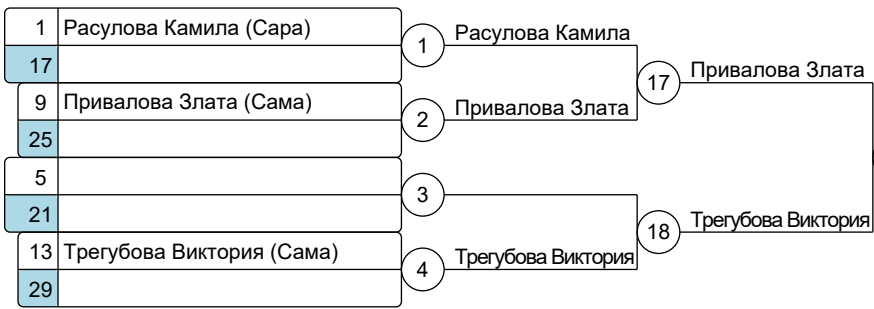 1 Расулова Камила (Сара)
17
1 Расулова Камила
9 Привалова Злата (Сама)
25
2 Привалова Злата
17 Привалова Злата
5
21
3
13 Трегубова Виктория (Сама)
29
4 Трегубова Виктория
18 Трегубова Виктория